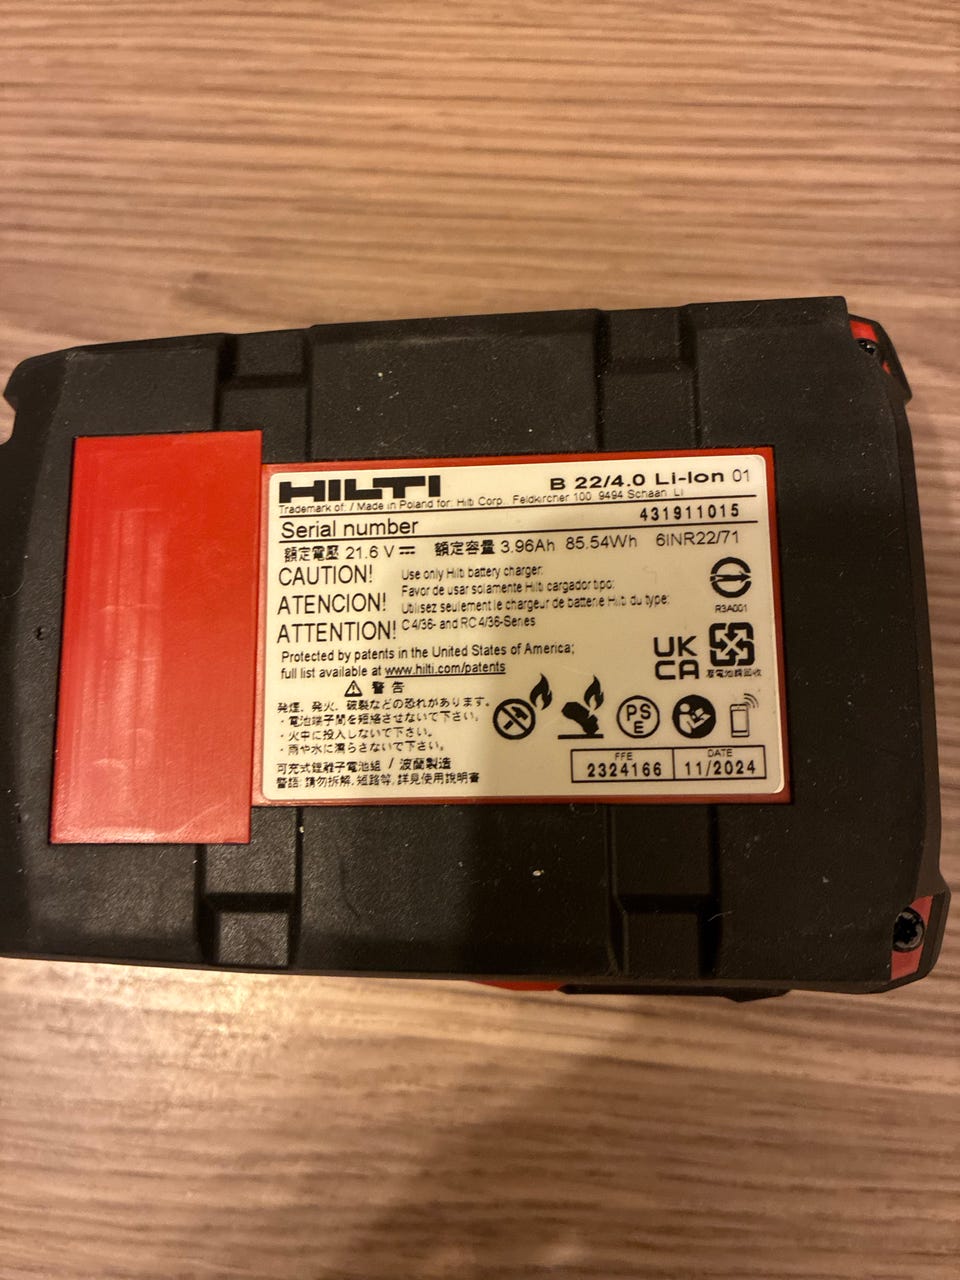 HILTI
B 22/4.0 Li-Ion 01
Trademark of: / Made in Poland for: Hilti Corp., Feldkircher 100, 9494 Schaan, LI
Serial number
431911015
額定電壓 21.6 V 額定容量 3.96Ah 85.54Wh 6INR22/71
CAUTION!
ATENCION!
ATTENTION!
Use only Hilti battery charger:
Favor de usar solamente Hilti cargador tipo:
Utilisez seulement le chargeur de batterie Hilti du type:
C 4/36- and RC 4/36-Series
R3A001
Protected by patents in the United States of America;
full list available at www.hilti.com/patents
UK
CA
廢電池請回收
⚠ 警告
発煙、発火、破裂などの恐れがあります。
・電池端子間を短絡させないで下さい。
・火中に投入しないで下さい。
・雨や水に濡らさないで下さい。
可充式鋰離子電池組 / 波蘭製造
警語: 請勿拆解, 短路等, 詳見使用說明書
PS
E
FFE
2324166
DATE
11/2024